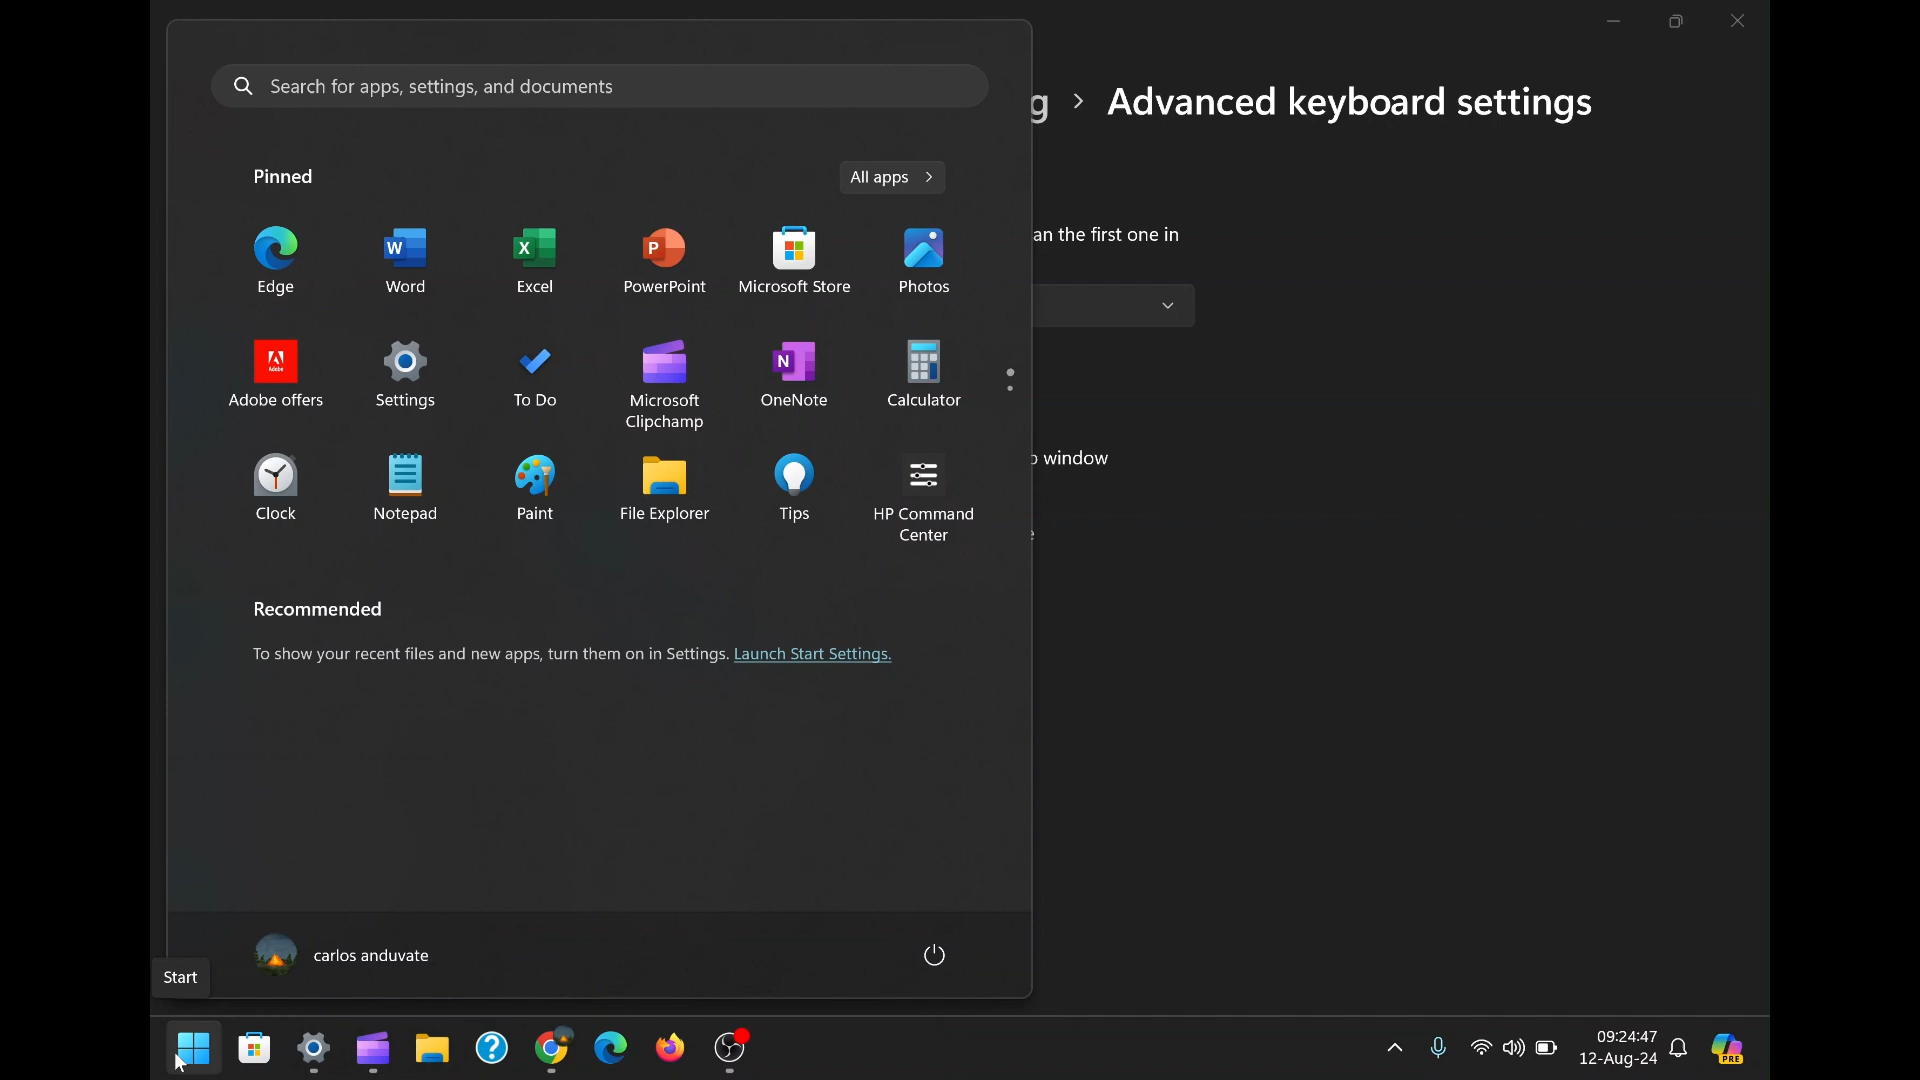 Search for apps, settings, and documents
g > Advanced keyboard settings
Pinned
All apps >
an the first one in
Edge
Word
Excel
PowerPoint
Microsoft Store
Photos
Adobe offers
Settings
To Do
Microsoft
Clipchamp
OneNote
Calculator
window
Clock
Notepad
Paint
File Explorer
Tips
HP Command
Center
Recommended
To show your recent files and new apps, turn them on in Settings. Launch Start Settings.
carlos anduvate
Start
09:24:47
12-Aug-24
PRE